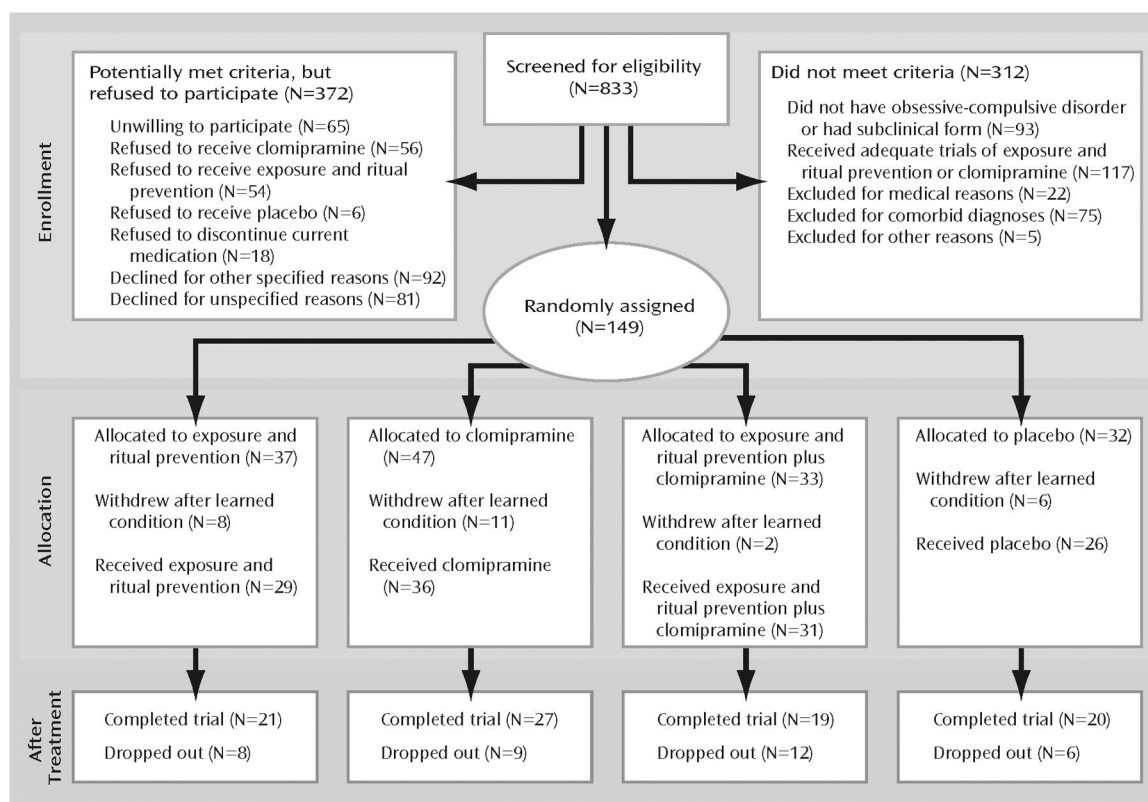 Enrollment
Potentially met criteria, but
refused to participate (N=372)
Unwilling to participate (N=65)
Refused to receive clomipramine (N=56)
Refused to receive exposure and ritual
prevention (N=54)
Refused to receive placebo (N=6)
Refused to discontinue current
medication (N=18)
Declined for other specified reasons (N=92)
Declined for unspecified reasons (N=81)
Screened for eligibility
(N=833)
Did not meet criteria (N=312)
Did not have obsessive-compulsive disorder
or had subclinical form (N=93)
Received adequate trials of exposure and
ritual prevention or clomipramine (N=117)
Excluded for medical reasons (N=22)
Excluded for comorbid diagnoses (N=75)
Excluded for other reasons (N=5)
Randomly assigned
(N=149)
Allocation
Allocated to exposure and
ritual prevention (N=37)
Withdrew after learned
condition (N=8)
Received exposure and
ritual prevention (N=29)
Allocated to clomipramine
(N=47)
Withdrew after learned
condition (N=11)
Received clomipramine
(N=36)
Allocated to exposure and
ritual prevention plus
clomipramine (N=33)
Withdrew after learned
condition (N=2)
Received exposure and
ritual prevention plus
clomipramine (N=31)
Allocated to placebo (N=32)
Withdrew after learned
condition (N=6)
Received placebo (N=26)
After
Treatment
Completed trial (N=21)
Dropped out (N=8)
Completed trial (N=27)
Dropped out (N=9)
Completed trial (N=19)
Dropped out (N=12)
Completed trial (N=20)
Dropped out (N=6)